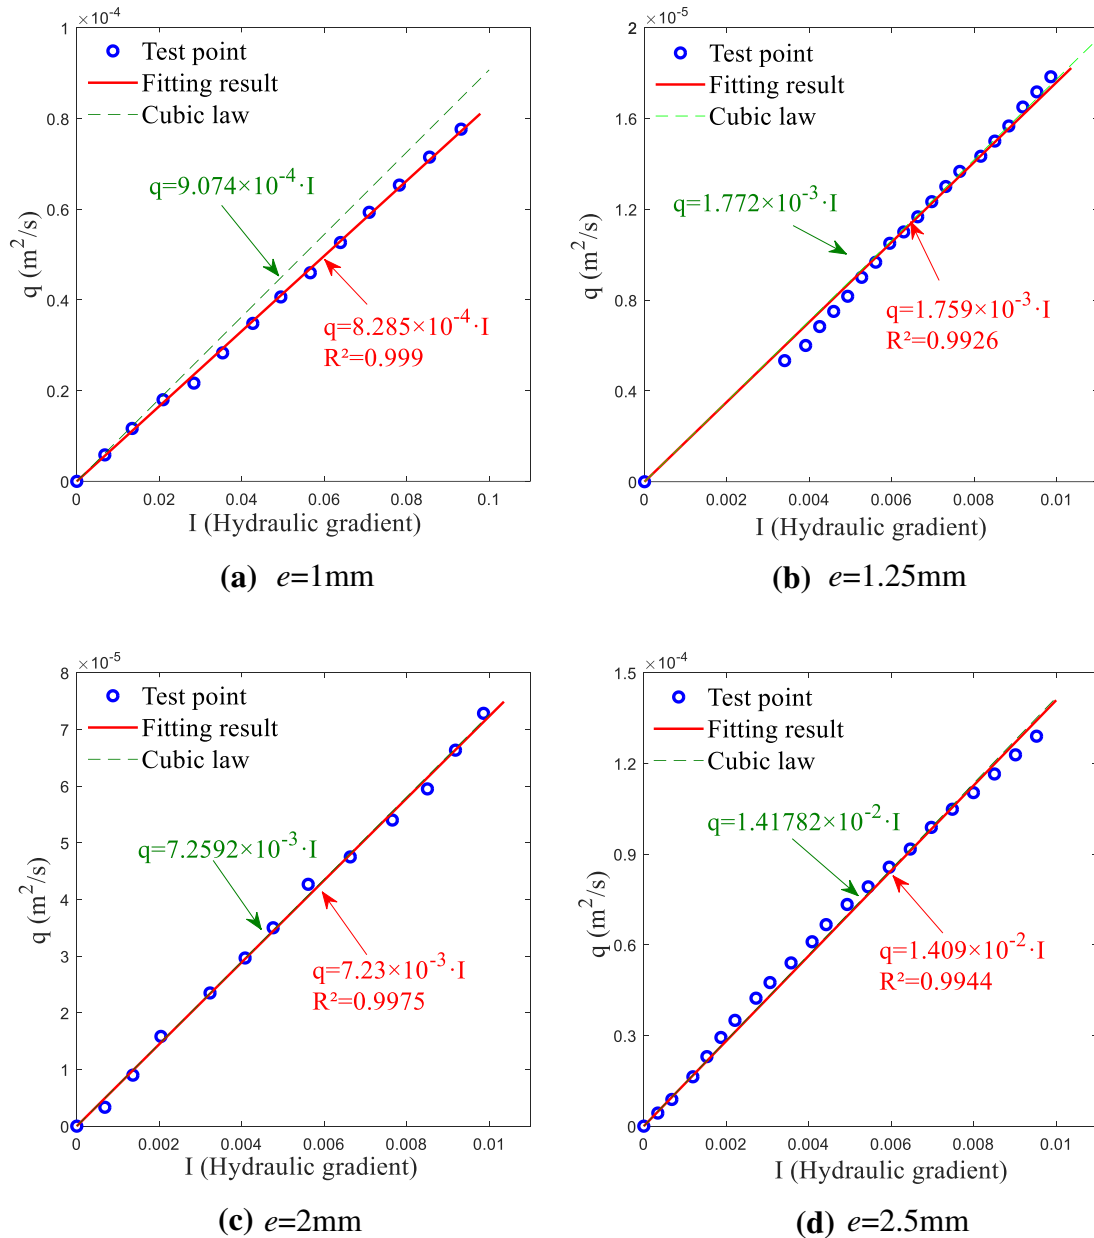 ×10⁻⁴
1
0.8
0.6
0.4
0.2
0
q (m²/s)
Test point
Fitting result
Cubic law
q=9.074×10⁻⁴·I
q=8.285×10⁻⁴·I
R²=0.999
0 0.02 0.04 0.06 0.08 0.1
I (Hydraulic gradient)
(a) e=1mm
×10⁻⁵
2
1.6
1.2
0.8
0.4
0
q (m²/s)
Test point
Fitting result
Cubic law
q=1.772×10⁻³·I
q=1.759×10⁻³·I
R²=0.9926
0 0.002 0.004 0.006 0.008 0.01
I (Hydraulic gradient)
(b) e=1.25mm
×10⁻⁵
8
7
6
5
4
3
2
1
0
q (m²/s)
Test point
Fitting result
Cubic law
q=7.2592×10⁻³·I
q=7.23×10⁻³·I
R²=0.9975
0 0.002 0.004 0.006 0.008 0.01
I (Hydraulic gradient)
(c) e=2mm
×10⁻⁴
1.5
1.2
0.9
0.6
0.3
0
q (m²/s)
Test point
Fitting result
Cubic law
q=1.41782×10⁻²·I
q=1.409×10⁻²·I
R²=0.9944
0 0.002 0.004 0.006 0.008 0.01
I (Hydraulic gradient)
(d) e=2.5mm